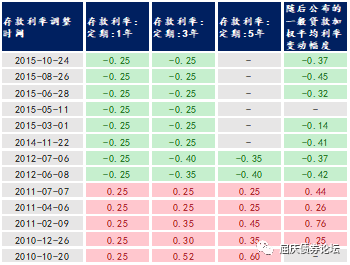 存款利率调整时间 存款利率:定期:1年 存款利率:定期:3年 存款利率:定期:5年 随后公布的一般贷款加权平均利率变动幅度
2015-10-24 -0.25 -0.25 - -0.37
2015-08-26 -0.25 -0.25 - -0.45
2015-06-28 -0.25 -0.25 - -0.32
2015-05-11 -0.25 -0.25 - -
2015-03-01 -0.25 -0.25 - -0.14
2014-11-22 -0.25 -0.25 - -0.41
2012-07-06 -0.25 -0.40 -0.35 -0.37
2012-06-08 -0.25 -0.35 -0.40 -0.42
2011-07-07 0.25 0.25 0.25 0.44
2011-04-06 0.25 0.25 0.25 0.26
2011-02-09 0.25 0.35 0.45 0.76
2010-12-26 0.25 0.30 0.35 0.25
2010-10-20 0.25 0.52 0.60 -
屈庆债券论坛